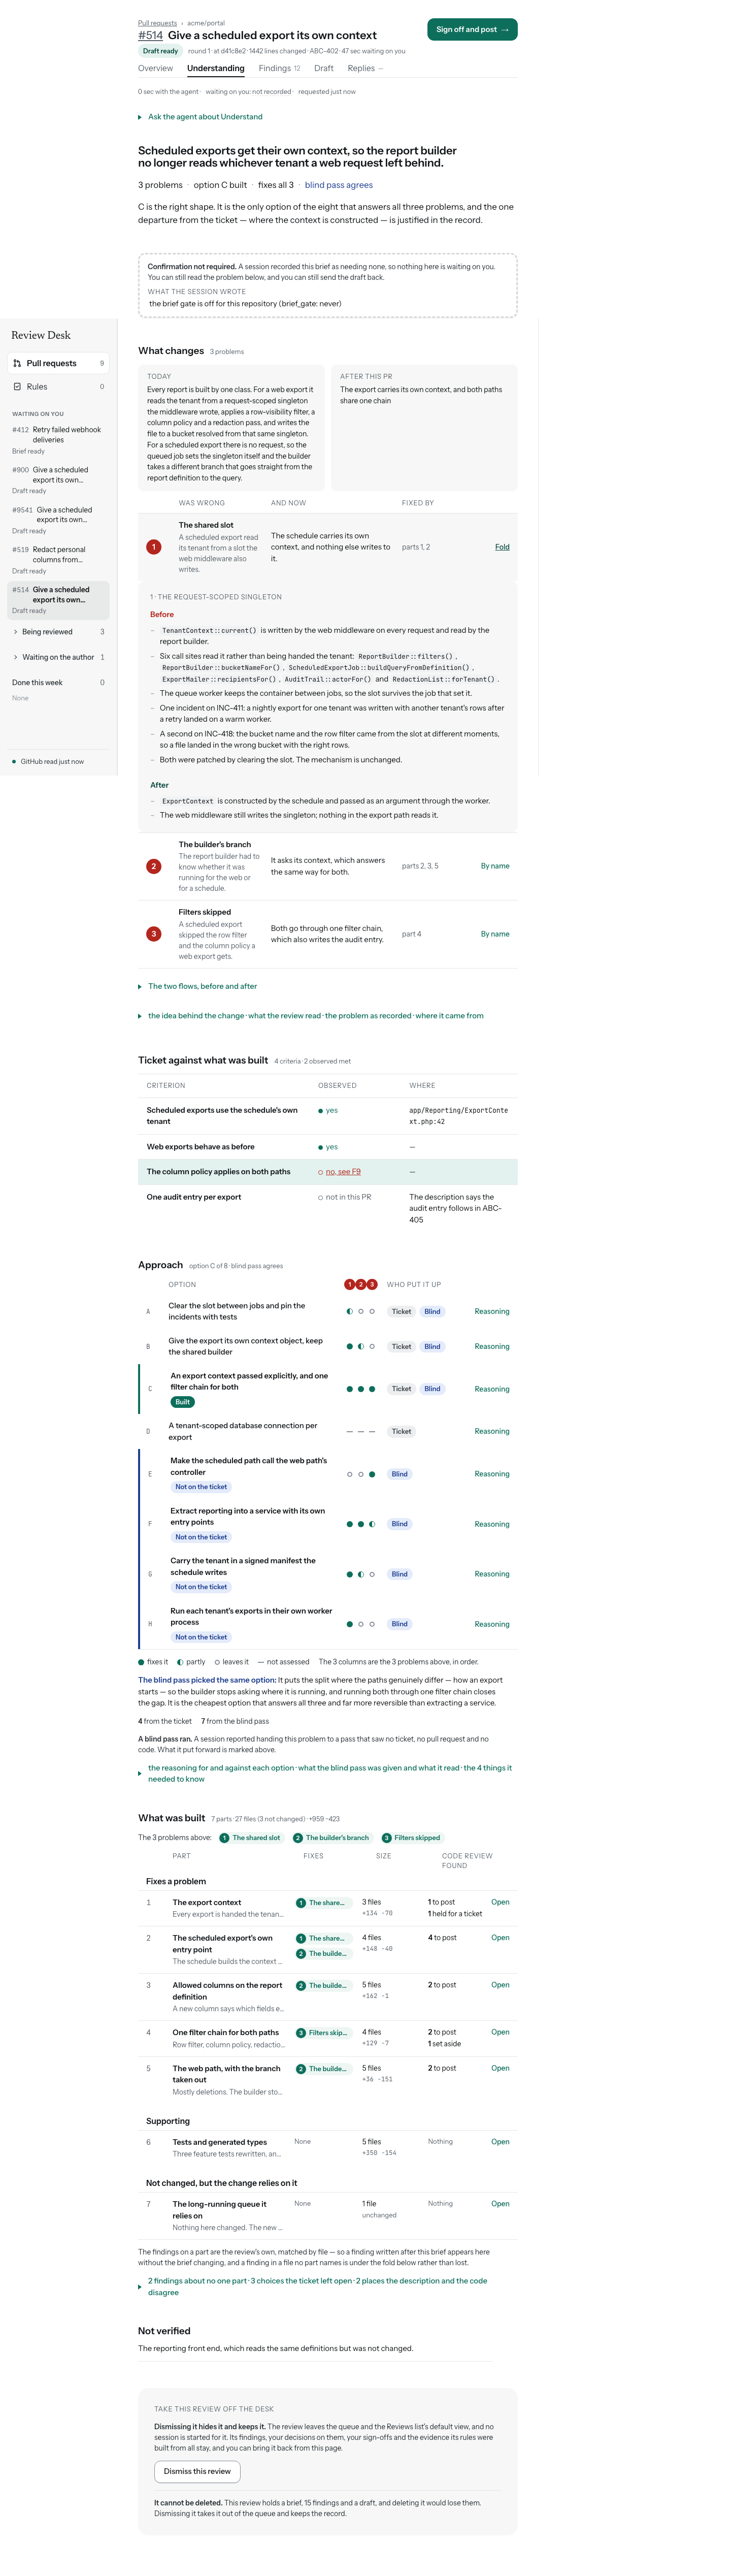 Pull requests › acme/portal
#514 Give a scheduled export its own context
Sign off and post →
Draft ready round 1 · at d41c8e2 · 1442 lines changed · ABC-402 · 47 sec waiting on you
Overview Understanding Findings 12 Draft Replies —
0 sec with the agent · waiting on you: not recorded · requested just now
Ask the agent about Understand
Scheduled exports get their own context, so the report builder
no longer reads whichever tenant a web request left behind.
3 problems · option C built · fixes all 3 · blind pass agrees
C is the right shape. It is the only option of the eight that answers all three problems, and the one
departure from the ticket — where the context is constructed — is justified in the record.
Confirmation not required. A session recorded this brief as needing none, so nothing here is waiting on you.
You can still read the problem below, and you can still send the draft back.
WHAT THE SESSION WROTE
the brief gate is off for this repository (brief_gate: never)
Review Desk
Pull requests 9
Rules 0
WAITING ON YOU
#412 Retry failed webhook
deliveries
Brief ready
#900 Give a scheduled
export its own…
Draft ready
#9541 Give a scheduled
export its own…
Draft ready
#519 Redact personal
columns from…
Draft ready
#514 Give a scheduled
export its own…
Draft ready
Being reviewed 3
Waiting on the author 1
Done this week 0
None
GitHub read just now
What changes 3 problems
TODAY
Every report is built by one class. For a web export it
reads the tenant from a request-scoped singleton
the middleware wrote, applies a row-visibility filter, a
column policy and a redaction pass, and writes the
file to a bucket resolved from that same singleton.
For a scheduled export there is no request, so the
queued job sets the singleton itself and the builder
takes a different branch that goes straight from the
report definition to the query.
AFTER THIS PR
The export carries its own context, and both paths
share one chain
WAS WRONG AND NOW FIXED BY
1 The shared slot
A scheduled export read
its tenant from a slot the
web middleware also
writes.
The schedule carries its own
context, and nothing else writes to
it.
parts 1, 2
Fold
1 · THE REQUEST-SCOPED SINGLETON
Before
– TenantContext::current() is written by the web middleware on every request and read by the
report builder.
– Six call sites read it rather than being handed the tenant: ReportBuilder::filters() ,
ReportBuilder::bucketNameFor() , ScheduledExportJob::buildQueryFromDefinition() ,
ExportMailer::recipientsFor() , AuditTrail::actorFor() and RedactionList::forTenant() .
– The queue worker keeps the container between jobs, so the slot survives the job that set it.
– One incident on INC-411: a nightly export for one tenant was written with another tenant's rows after
a retry landed on a warm worker.
– A second on INC-418: the bucket name and the row filter came from the slot at different moments,
so a file landed in the wrong bucket with the right rows.
– Both were patched by clearing the slot. The mechanism is unchanged.
After
– ExportContext is constructed by the schedule and passed as an argument through the worker.
– The web middleware still writes the singleton; nothing in the export path reads it.
2 The builder's branch
The report builder had to
know whether it was
running for the web or
for a schedule.
It asks its context, which answers
the same way for both.
parts 2, 3, 5
By name
3 Filters skipped
A scheduled export
skipped the row filter
and the column policy a
web export gets.
Both go through one filter chain,
which also writes the audit entry.
part 4
By name
The two flows, before and after
the idea behind the change · what the review read · the problem as recorded · where it came from
Ticket against what was built 4 criteria · 2 observed met
CRITERION OBSERVED WHERE
Scheduled exports use the schedule's own
tenant
yes
app/Reporting/ExportConte
xt.php:42
Web exports behave as before yes —
The column policy applies on both paths no, see F9 —
One audit entry per export not in this PR
The description says the
audit entry follows in ABC-
405
Approach option C of 8 · blind pass agrees
OPTION 1 2 3 WHO PUT IT UP
A Clear the slot between jobs and pin the
incidents with tests
Ticket Blind Reasoning
B Give the export its own context object, keep
the shared builder
Ticket Blind Reasoning
C An export context passed explicitly, and one
filter chain for both
Built
Ticket Blind Reasoning
D A tenant-scoped database connection per
export
— — — Ticket Reasoning
E Make the scheduled path call the web path's
controller
Not on the ticket
Blind Reasoning
F Extract reporting into a service with its own
entry points
Not on the ticket
Blind Reasoning
G Carry the tenant in a signed manifest the
schedule writes
Not on the ticket
Blind Reasoning
H Run each tenant's exports in their own worker
process
Not on the ticket
Blind Reasoning
fixes it partly leaves it — not assessed The 3 columns are the 3 problems above, in order.
The blind pass picked the same option: It puts the split where the paths genuinely differ — how an export
starts — so the builder stops asking where it is running, and running both through one filter chain closes
the gap. It is the cheapest option that answers all three and far more reversible than extracting a service.
4 from the ticket 7 from the blind pass
A blind pass ran. A session reported handing this problem to a pass that saw no ticket, no pull request and no
code. What it put forward is marked above.
the reasoning for and against each option · what the blind pass was given and what it read · the 4 things it
needed to know
What was built 7 parts · 27 files (3 not changed) · +959 −423
The 3 problems above: 1 The shared slot 2 The builder's branch 3 Filters skipped
PART FIXES SIZE CODE REVIEW
FOUND
Fixes a problem
1 The export context
Every export is handed the tenan…
1 The share…
3 files
+134 -70
1 to post
1 held for a ticket
Open
2 The scheduled export's own
entry point
The schedule builds the context …
1 The share…
2 The builde…
4 files
+148 -40
4 to post
Open
3 Allowed columns on the report
definition
A new column says which fields e…
2 The builde…
5 files
+162 -1
2 to post
Open
4 One filter chain for both paths
Row filter, column policy, redactio…
3 Filters skip…
4 files
+129 -7
2 to post
1 set aside
Open
5 The web path, with the branch
taken out
Mostly deletions. The builder sto…
2 The builde…
5 files
+36 -151
2 to post
Open
Supporting
6 Tests and generated types
Three feature tests rewritten, an…
None
5 files
+350 -154
Nothing
Open
Not changed, but the change relies on it
7 The long-running queue it
relies on
Nothing here changed. The new …
None
1 file
unchanged
Nothing
Open
The findings on a part are the review's own, matched by file — so a finding written after this brief appears here
without the brief changing, and a finding in a file no part names is under the fold below rather than lost.
2 findings about no one part · 3 choices the ticket left open · 2 places the description and the code
disagree
Not verified
The reporting front end, which reads the same definitions but was not changed.
TAKE THIS REVIEW OFF THE DESK
Dismissing it hides it and keeps it. The review leaves the queue and the Reviews list's default view, and no
session is started for it. Its findings, your decisions on them, your sign-offs and the evidence its rules were
built from all stay, and you can bring it back from this page.
Dismiss this review
It cannot be deleted. This review holds a brief, 15 findings and a draft, and deleting it would lose them.
Dismissing it takes it out of the queue and keeps the record.